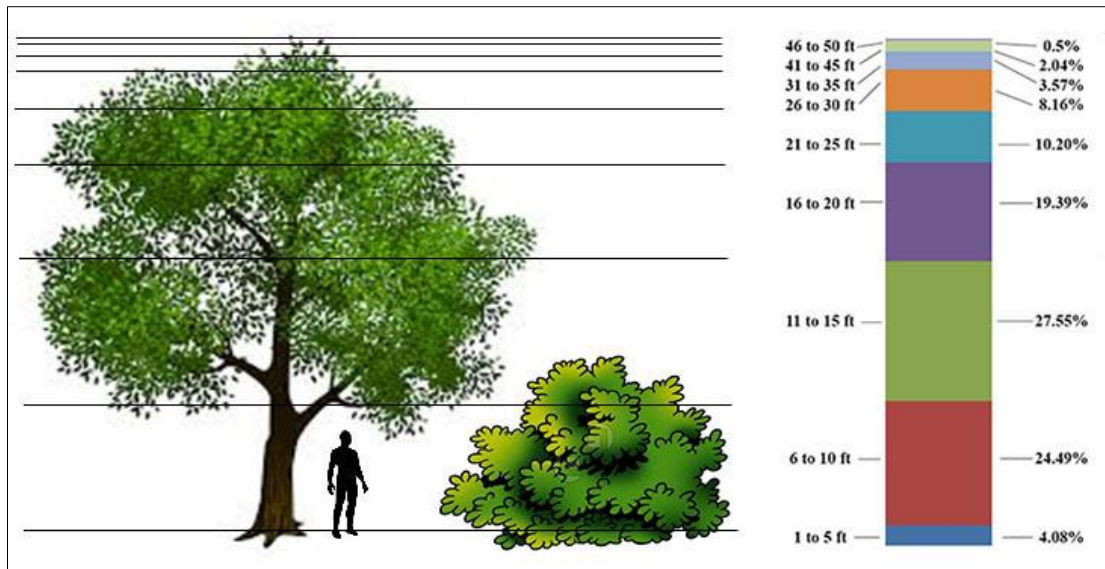 46 to 50 ft 0.5%
41 to 45 ft 2.04%
31 to 35 ft 3.57%
26 to 30 ft 8.16%
21 to 25 ft 10.20%
16 to 20 ft 19.39%
11 to 15 ft 27.55%
6 to 10 ft 24.49%
1 to 5 ft 4.08%